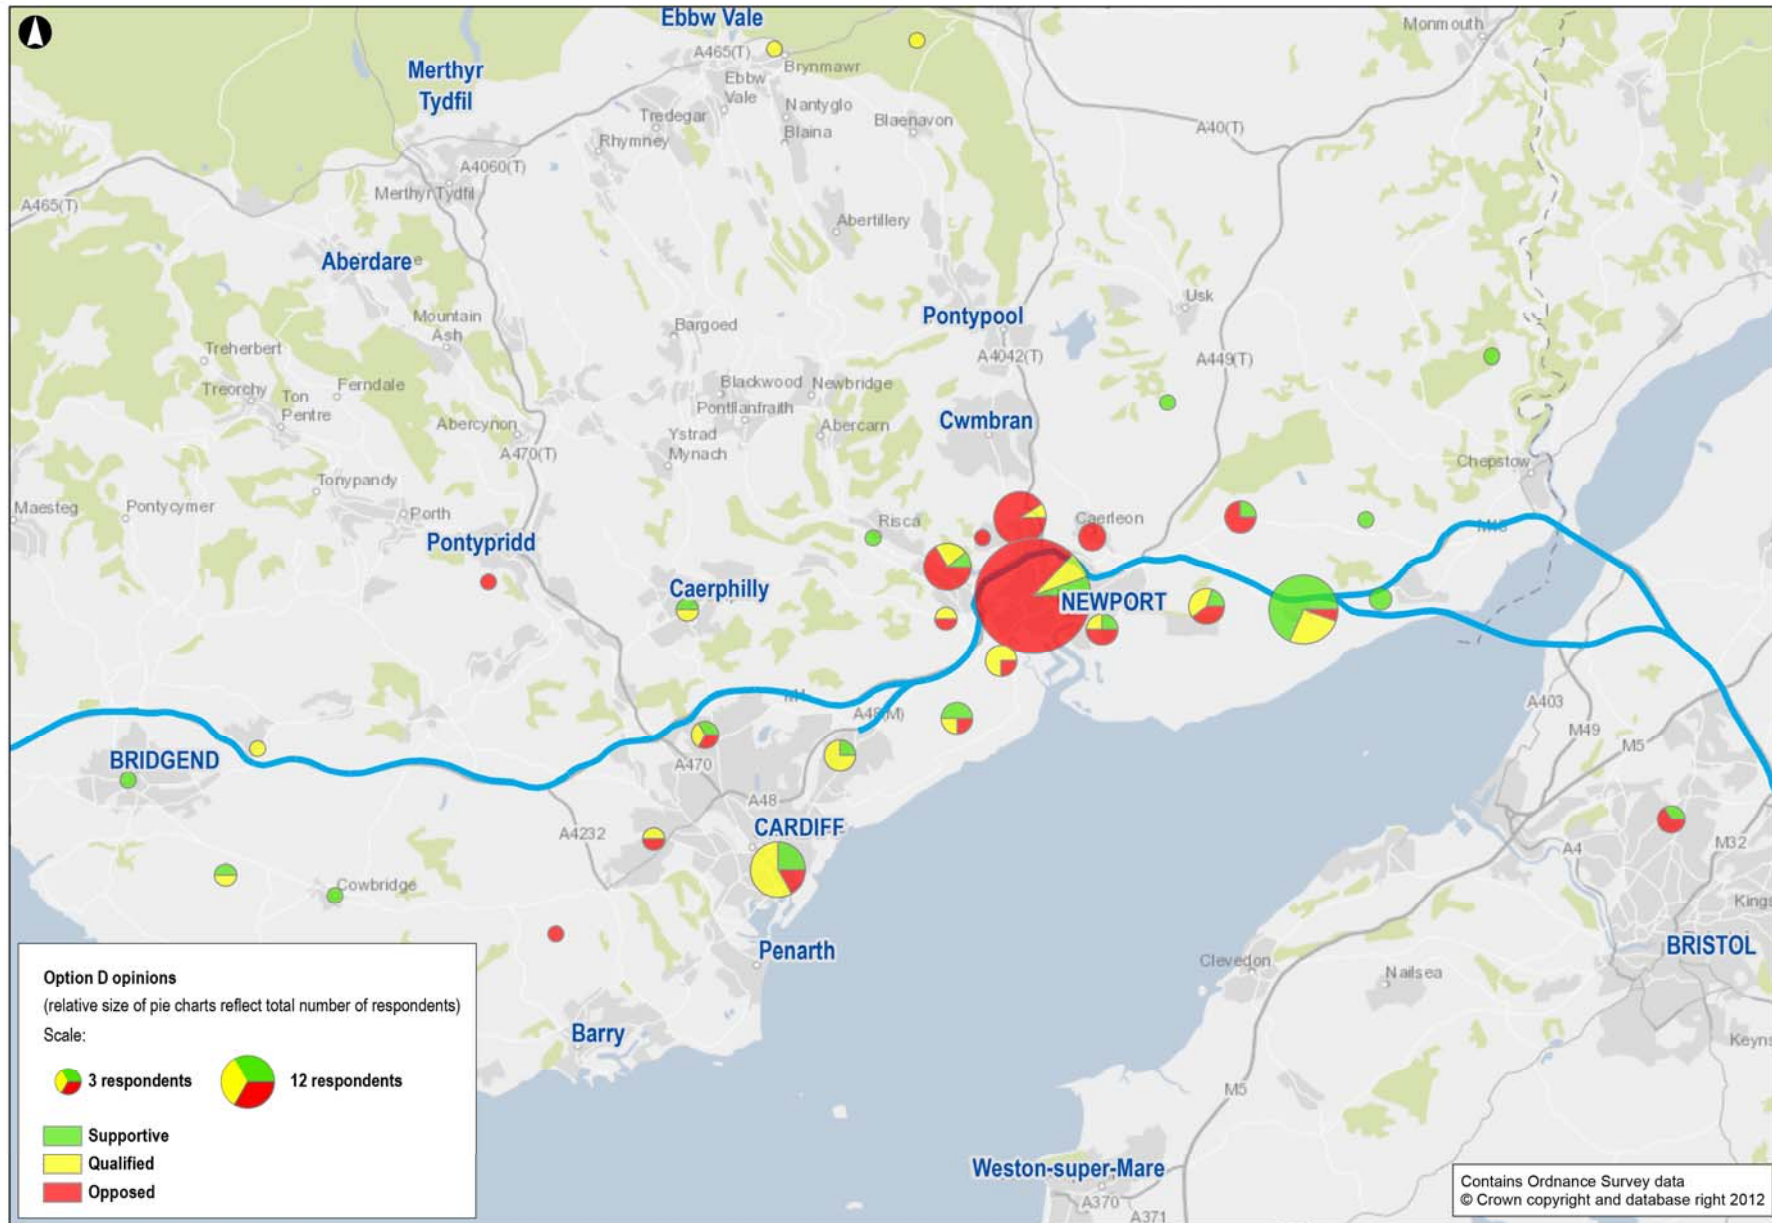 Ebbw Vale
Monmouth
A465(T)
Brynmawr
Merthyr
Tydfil
Ebbw
Vale
Nantyglo
Tredegar
Blaina
Blaenavon
Rhymney
A40(T)
A4060(T)
Merthyr Tydfil
A465(T)
Abertillery
Aberdare
Mountain
Ash
Pontypool
Usk
Bargoed
Treherbert
A4042(T)
A449(T)
Treorchy
Ferndale
Ton
Pentre
Blackwood
Newbridge
Pontllanfraith
Cwmbran
Abercynon
Abercarn
Ystrad
Mynach
A470(T)
Chepstow
Tonypandy
Maesteg
Pontycymer
Porth
Risca
Caerleon
M48
Pontypridd
Caerphilly
NEWPORT
M4
A48(M)
A403
M49
M5
BRIDGEND
A470
A48
A4232
CARDIFF
A4
M32
Cowbridge
Kings
Penarth
BRISTOL
Clevedon
Nailsea
Barry
Keyns
M5
Weston-super-Mare
A370
A371
Option D opinions
(relative size of pie charts reflect total number of respondents)
Scale:
3 respondents
12 respondents
Supportive
Qualified
Opposed
Contains Ordnance Survey data
© Crown copyright and database right 2012